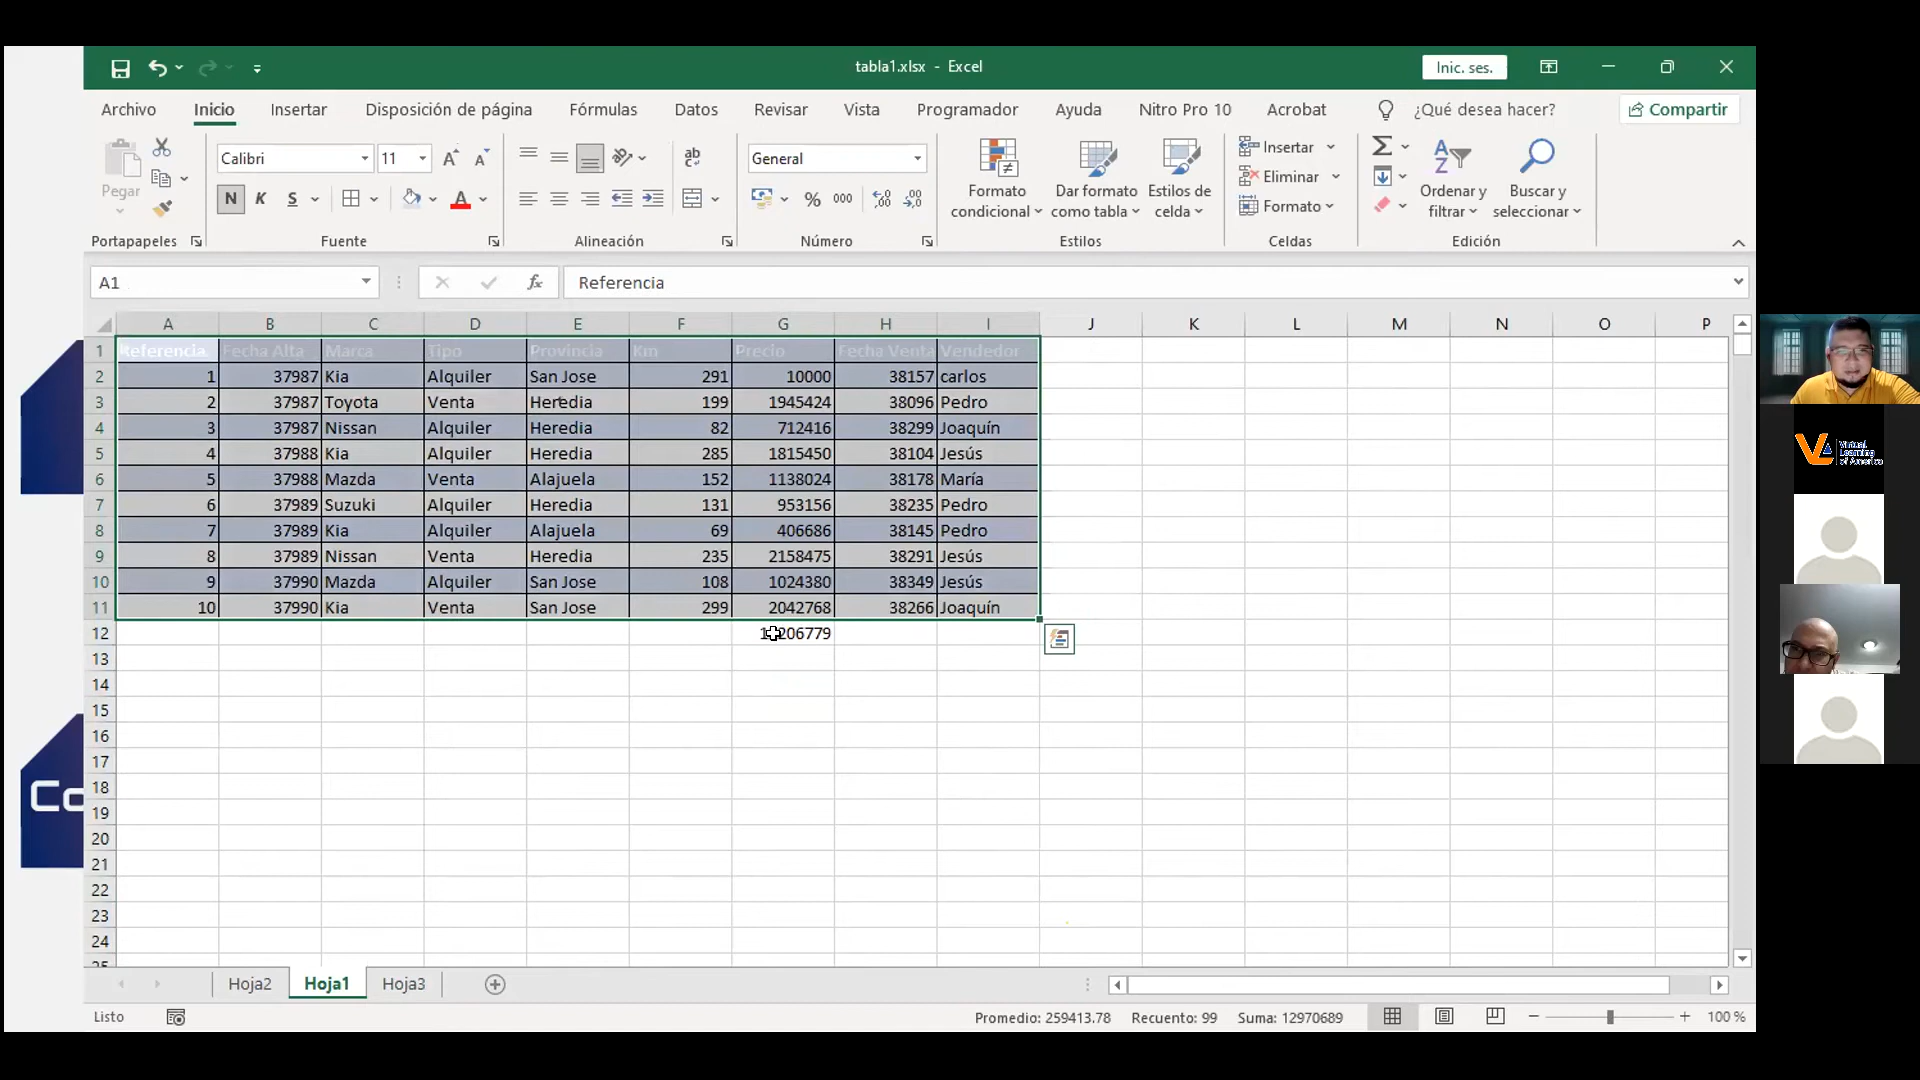 tabla1.xlsx - Excel
Inic. ses.
Archivo Inicio Insertar Disposición de página Fórmulas Datos Revisar Vista Programador Ayuda Nitro Pro 10 Acrobat ¿Qué desea hacer? Compartir
Pegar
Calibri 11
N K S
ab
General
% 000
Formato condicional
Dar formato como tabla
Estilos de celda
Insertar
Eliminar
Formato
Ordenar y filtrar
Buscar y seleccionar
Portapapeles Fuente Alineación Número Estilos Celdas Edición
A1 fx Referencia
A B C D E F G H I J K L M N O P
1 Referencia Fecha Alta Marca Tipo Provincia Km Precio Fecha Venta Vendedor
2 1 37987 Kia Alquiler San Jose 291 10000 38157 carlos
3 2 37987 Toyota Venta Heredia 199 1945424 38096 Pedro
4 3 37987 Nissan Alquiler Heredia 82 712416 38299 Joaquín
5 4 37988 Kia Alquiler Heredia 285 1815450 38104 Jesús
6 5 37988 Mazda Venta Alajuela 152 1138024 38178 María
7 6 37989 Suzuki Alquiler Heredia 131 953156 38235 Pedro
8 7 37989 Kia Alquiler Alajuela 69 406686 38145 Pedro
9 8 37989 Nissan Venta Heredia 235 2158475 38291 Jesús
10 9 37990 Mazda Alquiler San Jose 108 1024380 38349 Jesús
11 10 37990 Kia Venta San Jose 299 2042768 38266 Joaquín
12
13
14
15
16
17
18
19
20
21
22
23
24
25
Co
Virtual Learning of America
Hoja2 Hoja1 Hoja3
Listo Promedio: 259413.78 Recuento: 99 Suma: 12970689 100 %